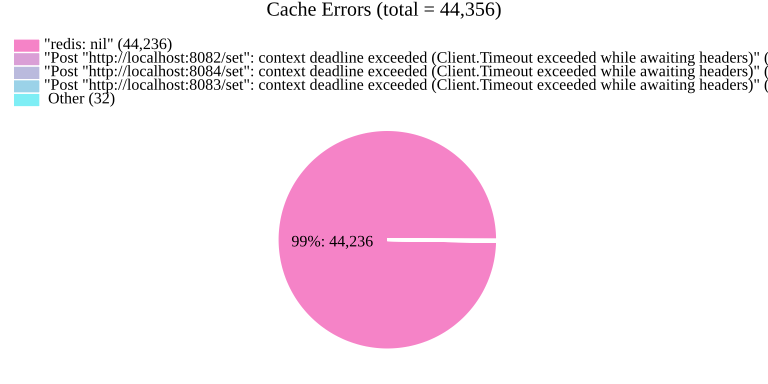 Cache Errors (total = 44,356)
"redis: nil" (44,236)
"Post "http://localhost:8082/set": context deadline exceeded (Client.Timeout exceeded while awaiting headers)" (
"Post "http://localhost:8084/set": context deadline exceeded (Client.Timeout exceeded while awaiting headers)" (
"Post "http://localhost:8083/set": context deadline exceeded (Client.Timeout exceeded while awaiting headers)" (
Other (32)
99%: 44,236